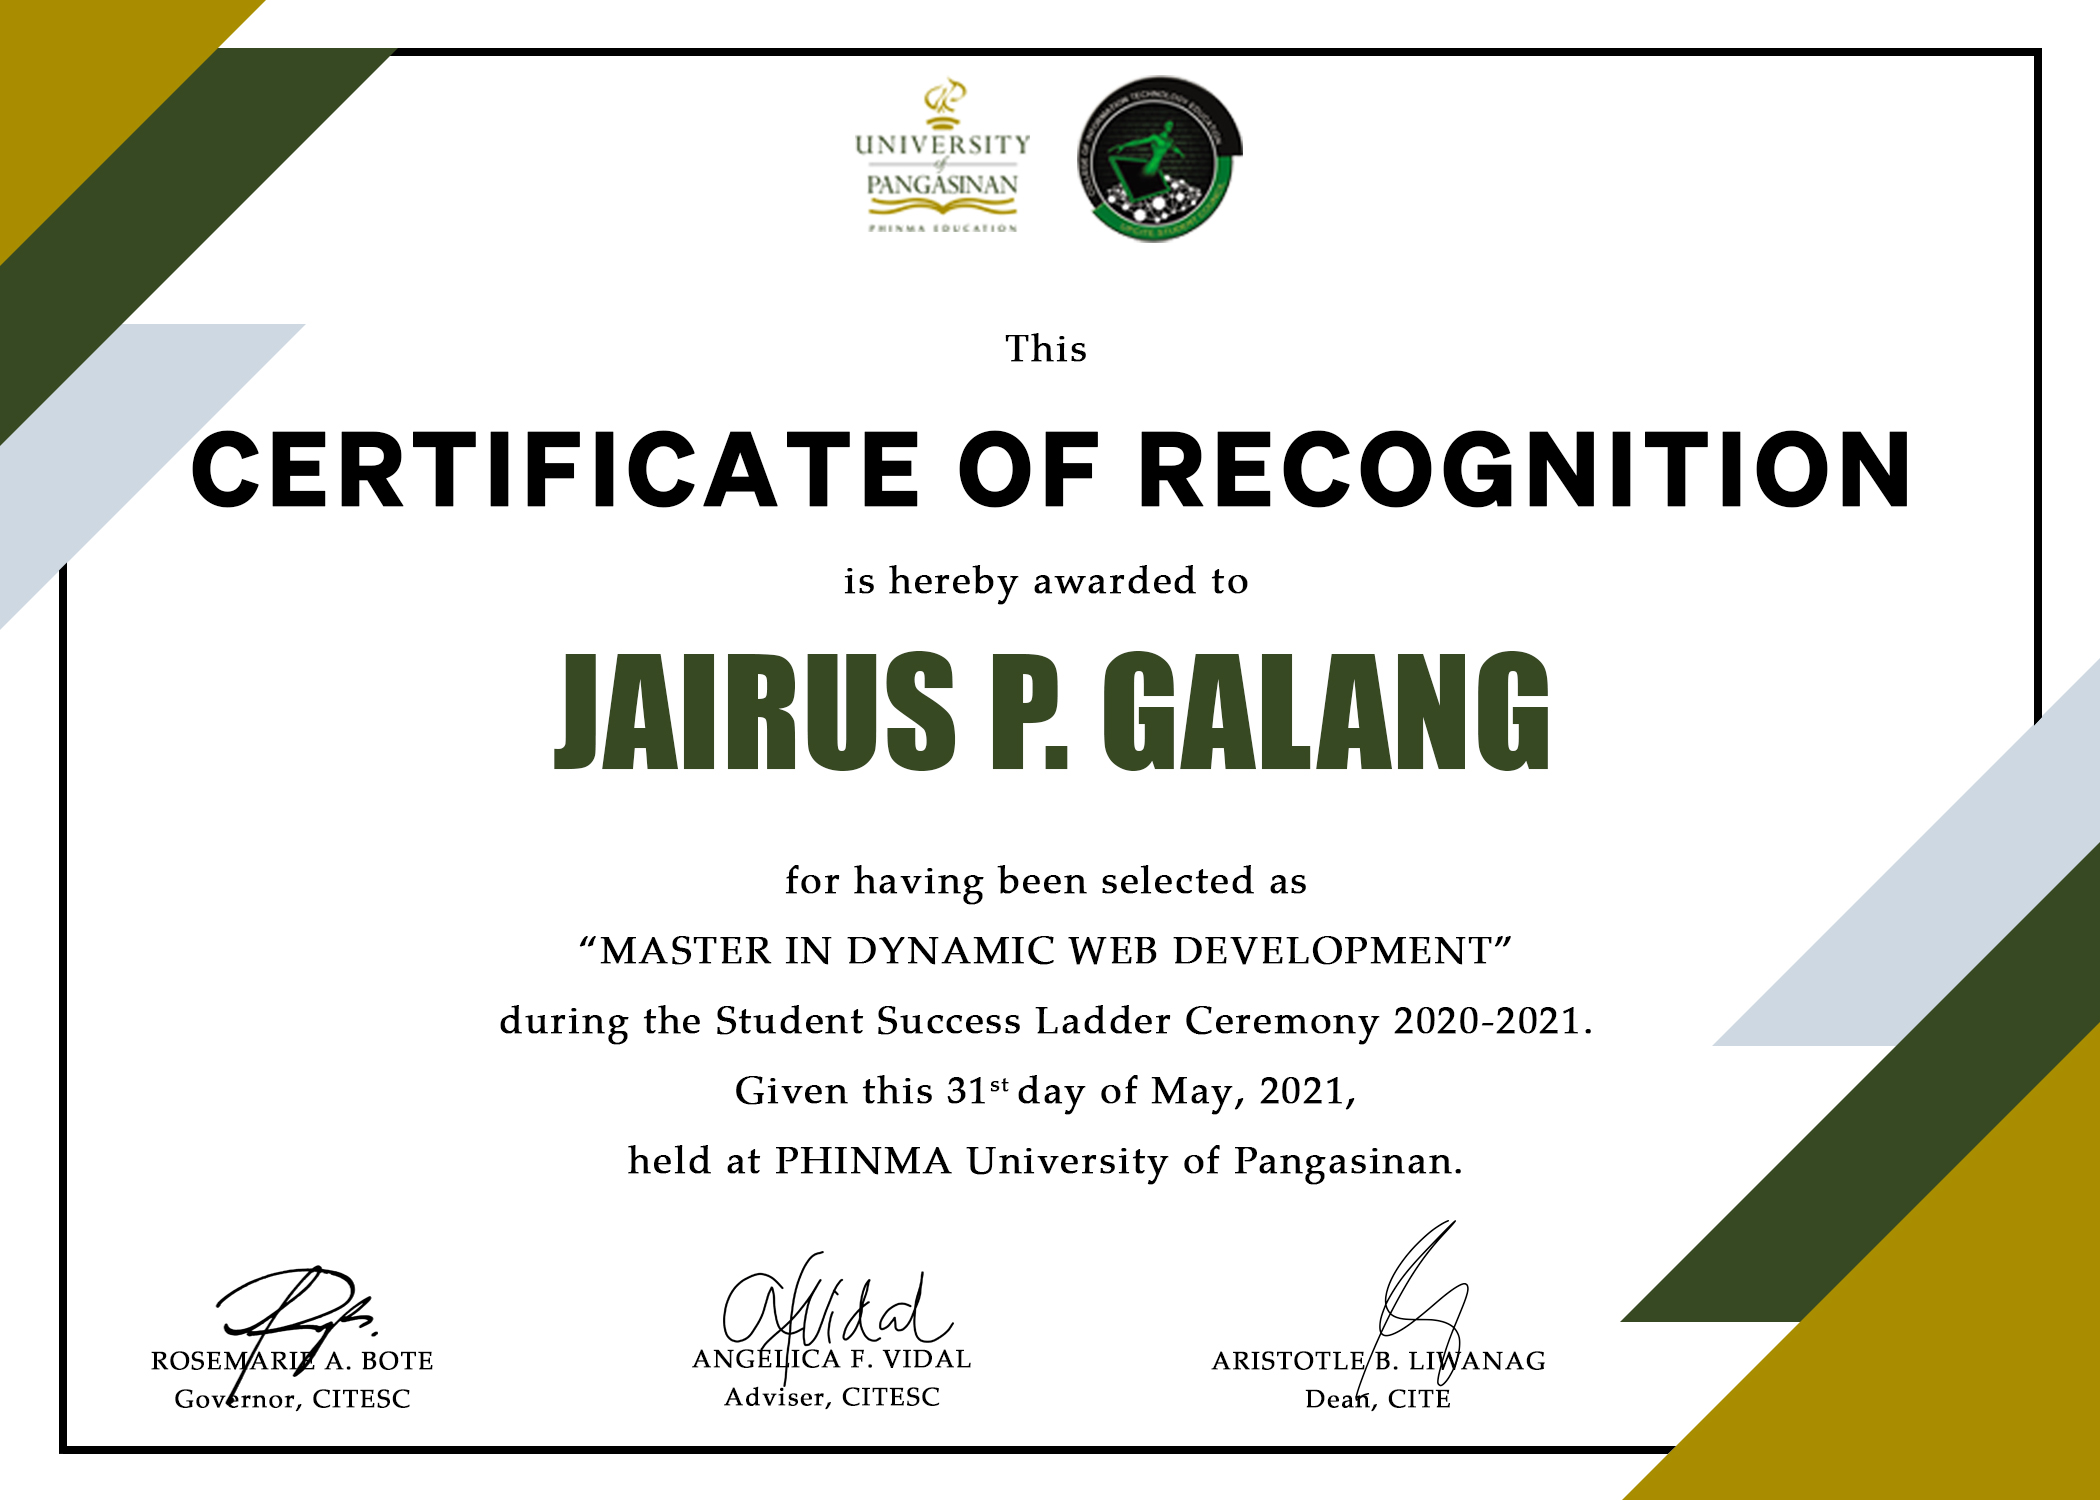 UNIVERSITY
of
PANGASINAN
PHINMA EDUCATION
COLLEGE OF INFORMATION TECHNOLOGY EDUCATION
UPCITE STUDENT COUNCIL
This
CERTIFICATE OF RECOGNITION
is hereby awarded to
JAIRUS P. GALANG
for having been selected as
“MASTER IN DYNAMIC WEB DEVELOPMENT”
during the Student Success Ladder Ceremony 2020-2021.
Given this 31st day of May, 2021,
held at PHINMA University of Pangasinan.
ROSEMARIE A. BOTE
Governor, CITESC
ANGELICA F. VIDAL
Adviser, CITESC
ARISTOTLE B. LIWANAG
Dean, CITE